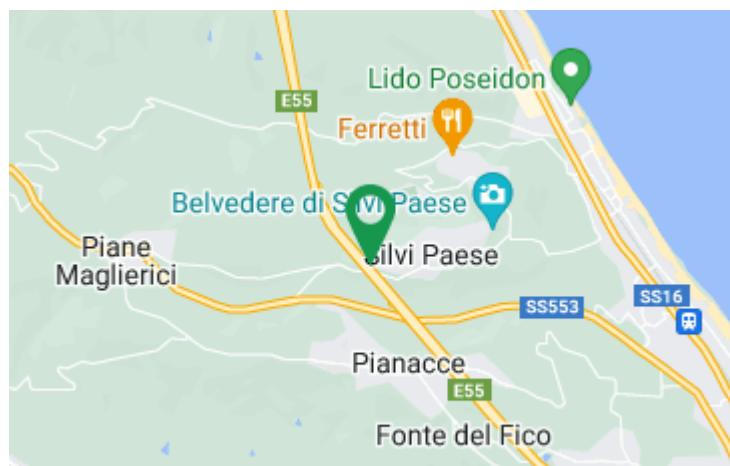 Lido Poseidon
E55
Ferretti
Belvedere di Silvi Paese
Piane
Maglierici
Silvi Paese
SS16
SS553
Pianacce
E55
Fonte del Fico